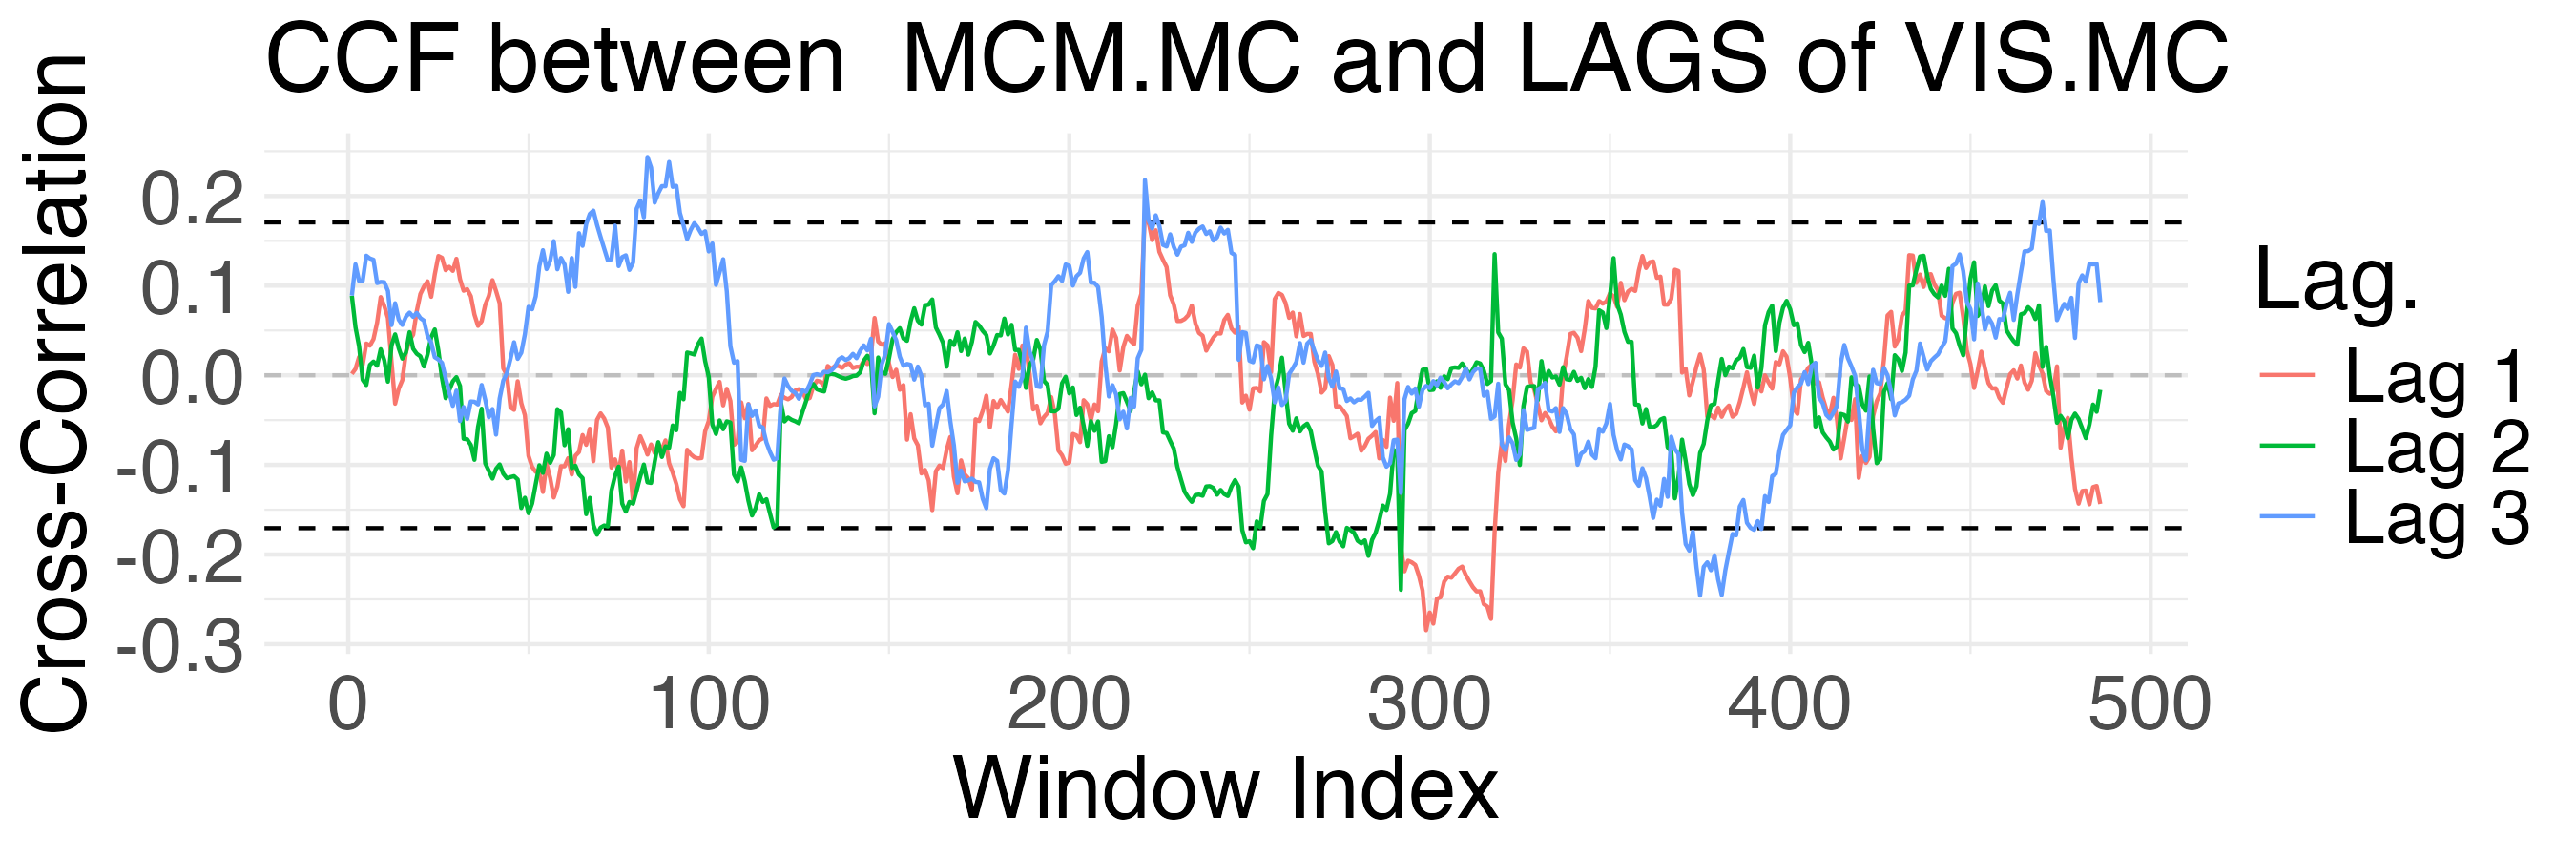 CCF between  MCM.MC and LAGS of VIS.MC
Cross-Correlation
0.2
0.1
0.0
-0.1
-0.2
-0.3
0 100 200 300 400 500
Window Index
Lag.
Lag 1
Lag 2
Lag 3